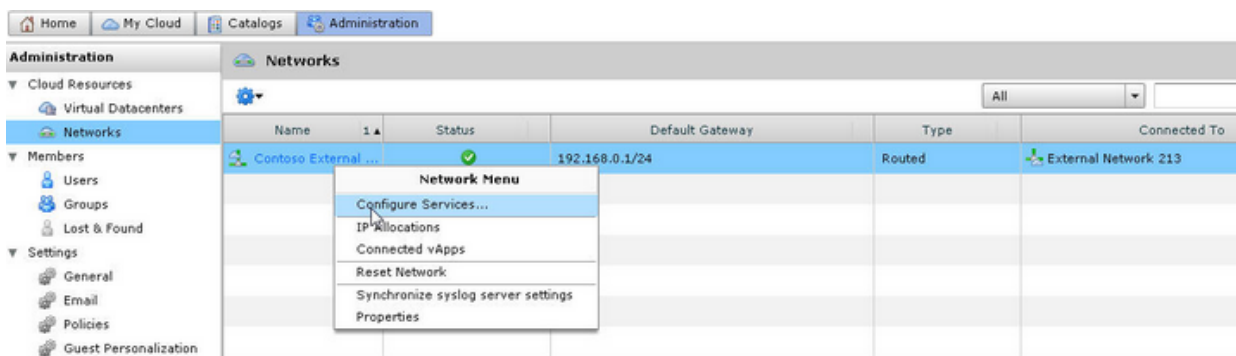 Home My Cloud Catalogs Administration
Administration
Cloud Resources
Virtual Datacenters
Networks
Members
Users
Groups
Lost & Found
Settings
General
Email
Policies
Guest Personalization
Networks
All
Name 1 Status Default Gateway Type Connected To
Contoso External ... 192.168.0.1/24 Routed External Network 213
Network Menu
Configure Services...
IP Allocations
Connected vApps
Reset Network
Synchronize syslog server settings
Properties